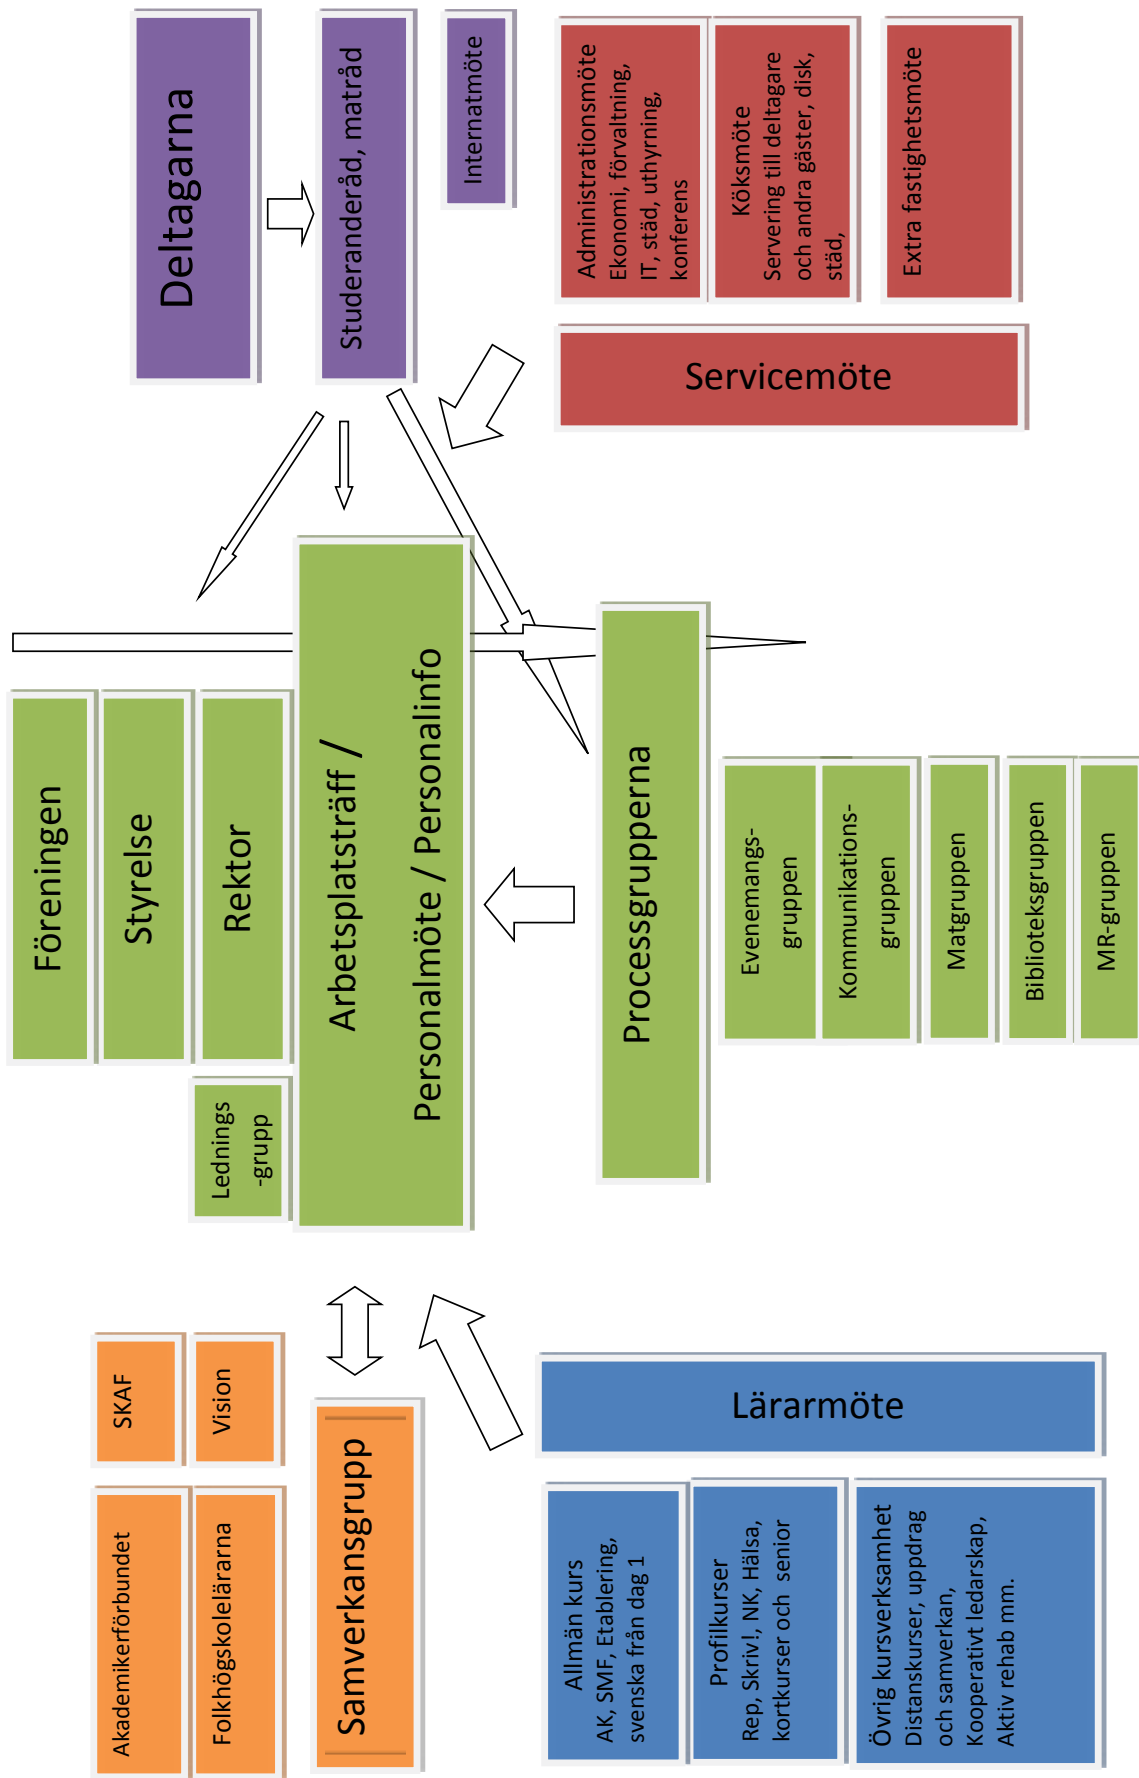 Akademikerförbundet
SKAF
Folkhögskolelärarna
Vision
Samverkansgrupp
Föreningen
Styrelse
Rektor
Lednings
-grupp
Arbetsplatsträff /
Personalmöte / Personalinfo
Deltagarna
Studeranderåd, matråd
Internatmöte
Allmän kurs
AK, SMF, Etablering,
svenska från dag 1
Profilkurser
Rep, Skriv!, NK, Hälsa,
kortkurser och senior
Övrig kursverksamhet
Distanskurser, uppdrag
och samverkan,
Kooperativt ledarskap,
Aktiv rehab mm.
Lärarmöte
Processgrupperna
Evenemangs-
gruppen
Kommunikations-
gruppen
Matgruppen
Biblioteksgruppen
MR-gruppen
Servicemöte
Administrationsmöte
Ekonomi, förvaltning,
IT, städ, uthyrning,
konferens
Köksmöte
Servering till deltagare
och andra gäster, disk,
städ,
Extra fastighetsmöte